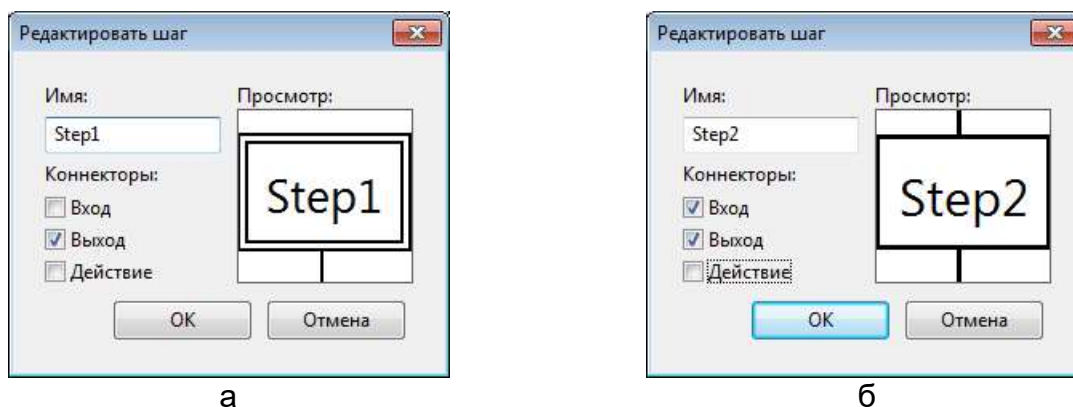 Редактировать шаг
Имя:
Просмотр:
Step1
Step1
Коннекторы:
Вход
Выход
Действие
OK
Отмена
а
Редактировать шаг
Имя:
Просмотр:
Step2
Step2
Коннекторы:
Вход
Выход
Действие
OK
Отмена
б